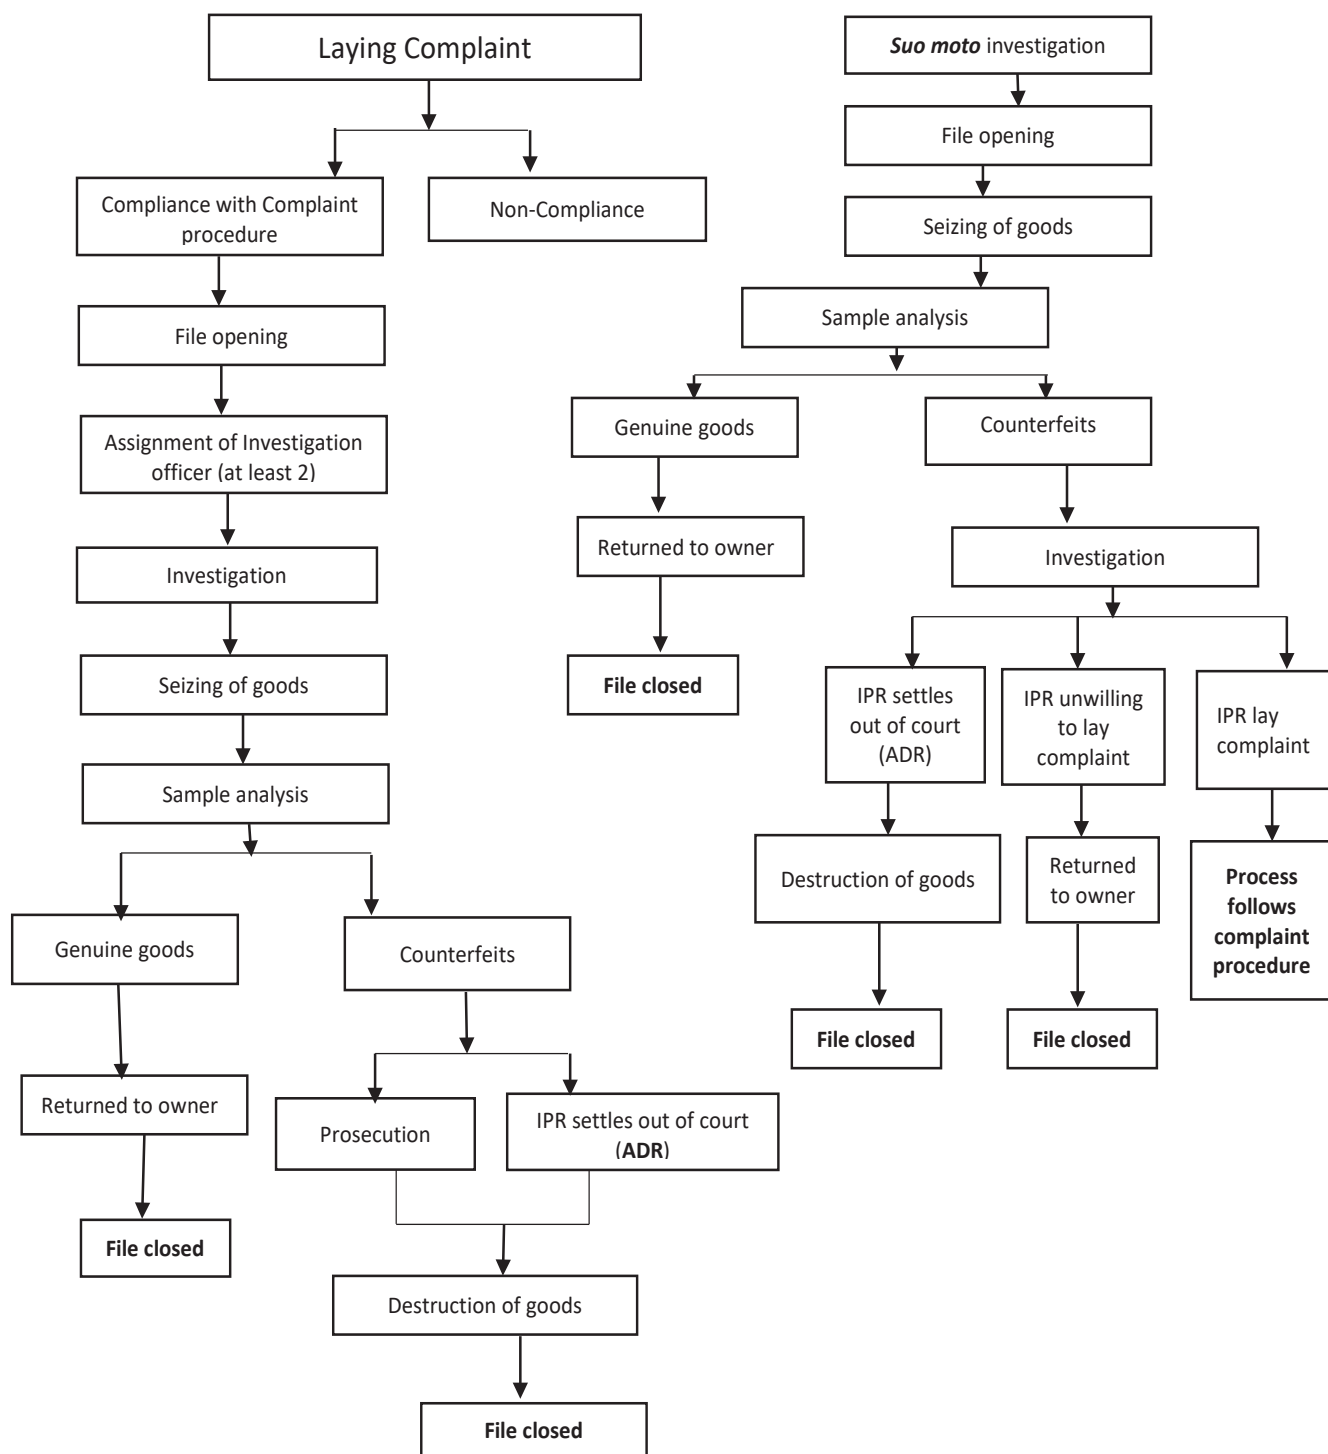 Laying Complaint
Compliance with Complaint
procedure
Non-Compliance
File opening
Assignment of Investigation
officer (at least 2)
Investigation
Seizing of goods
Sample analysis
Genuine goods
Counterfeits
Returned to owner
Prosecution
IPR settles out of court
(ADR)
File closed
Destruction of goods
File closed
Suo moto investigation
File opening
Seizing of goods
Sample analysis
Genuine goods
Counterfeits
Returned to owner
Investigation
File closed
IPR settles
out of court
(ADR)
IPR unwilling
to lay
complaint
IPR lay
complaint
Destruction of goods
Returned
to owner
Process
follows
complaint
procedure
File closed
File closed